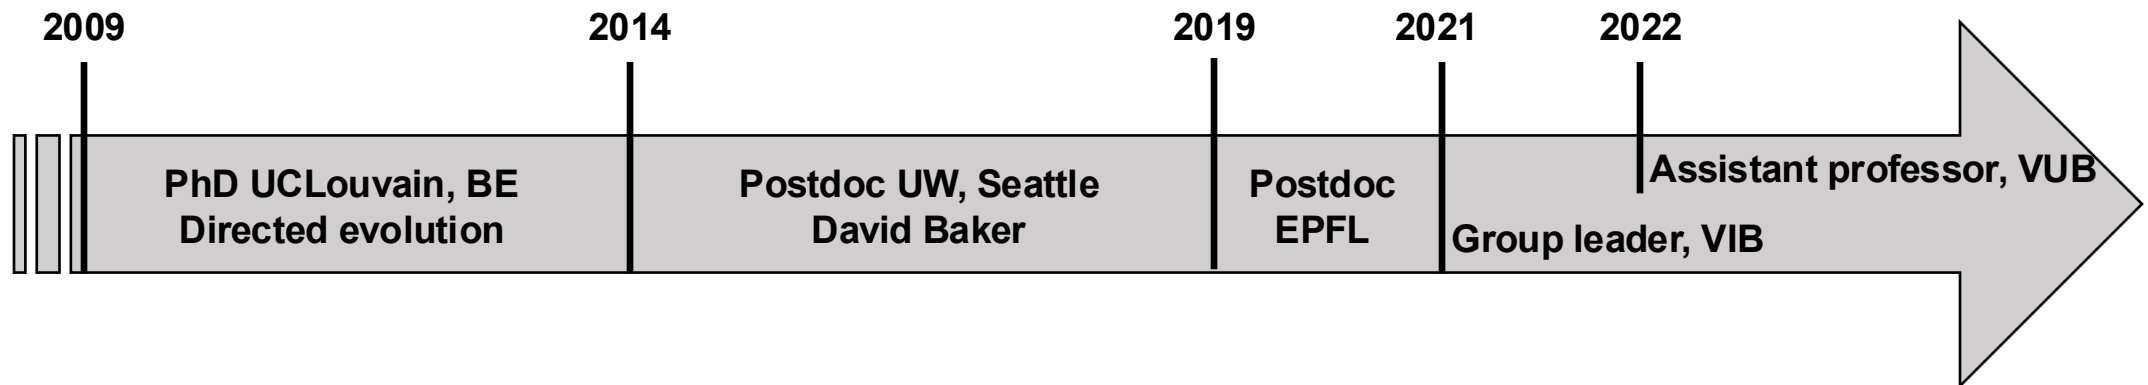 2009
2014
2019
2021
2022
PhD UCLouvain, BE
Directed evolution
Postdoc UW, Seattle
David Baker
Postdoc
EPFL
Group leader, VIB
Assistant professor, VUB